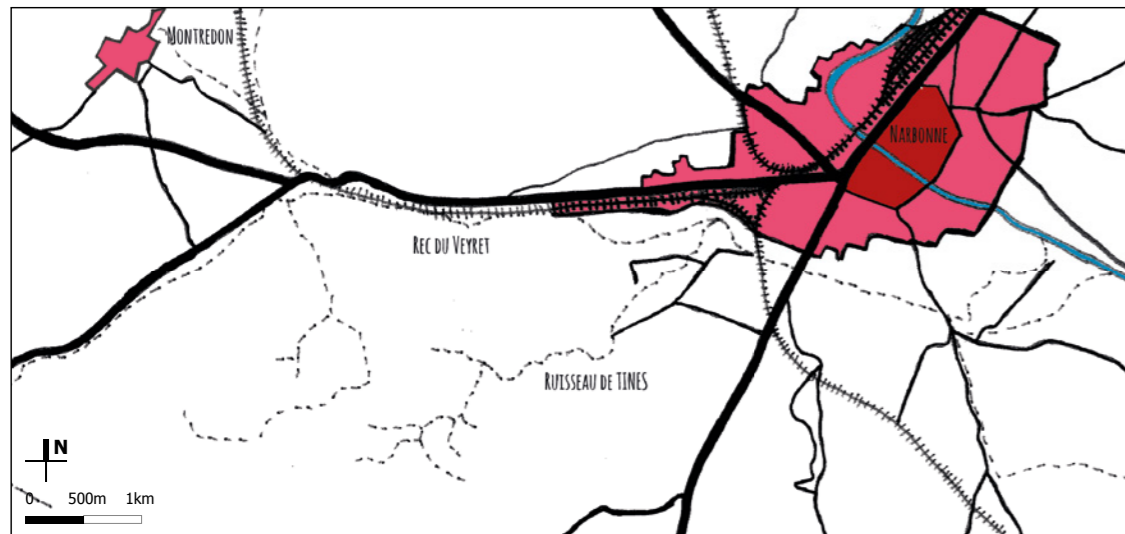 Montredon
Narbonne
Rec du Veyret
Ruisseau de TINES
N
0 500m 1km